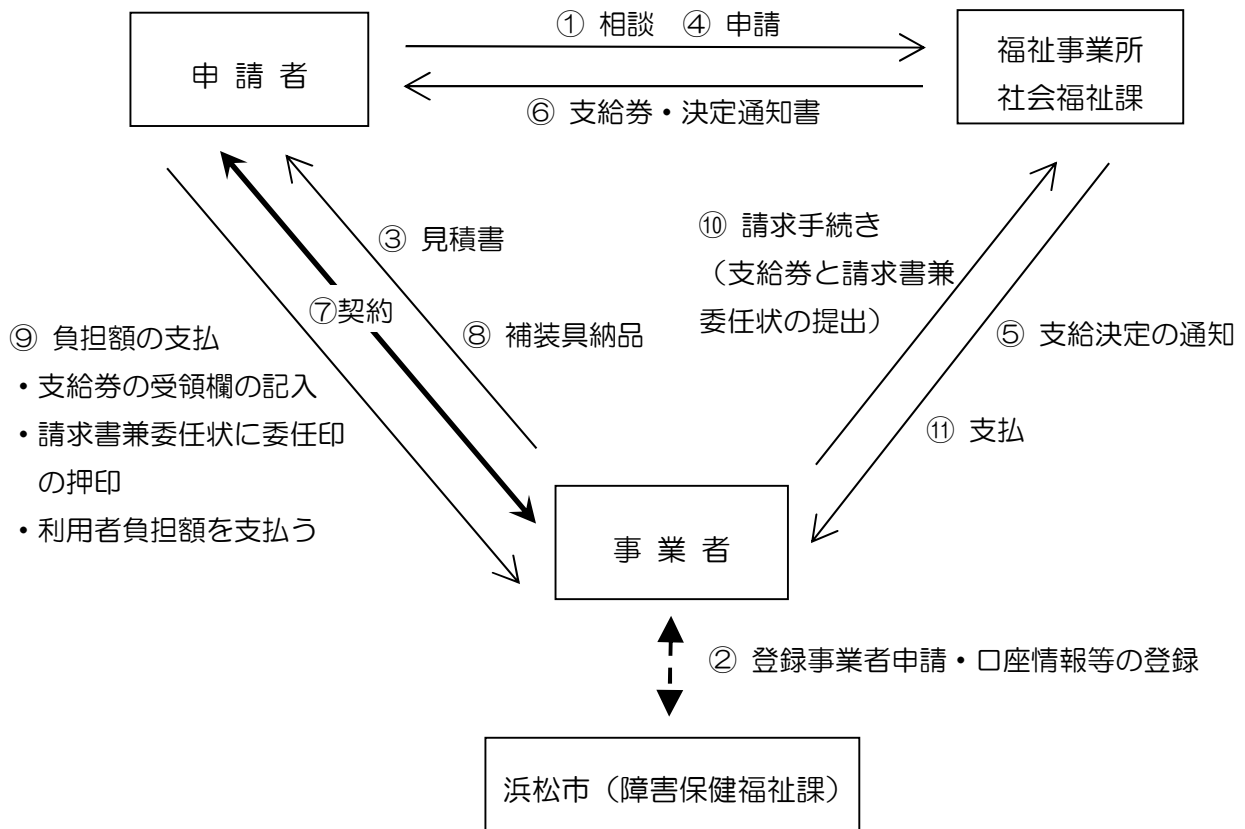 ① 相談 ④ 申請
申 請 者
福祉事業所
社会福祉課
⑥ 支給券・決定通知書
③ 見積書
⑩ 請求手続き
（支給券と請求書兼
委任状の提出）
⑦契約
⑧ 補装具納品
⑤ 支給決定の通知
⑨ 負担額の支払
・支給券の受領欄の記入
・請求書兼委任状に委任印
の押印
・利用者負担額を支払う
⑪ 支払
事 業 者
② 登録事業者申請・口座情報等の登録
浜松市（障害保健福祉課）